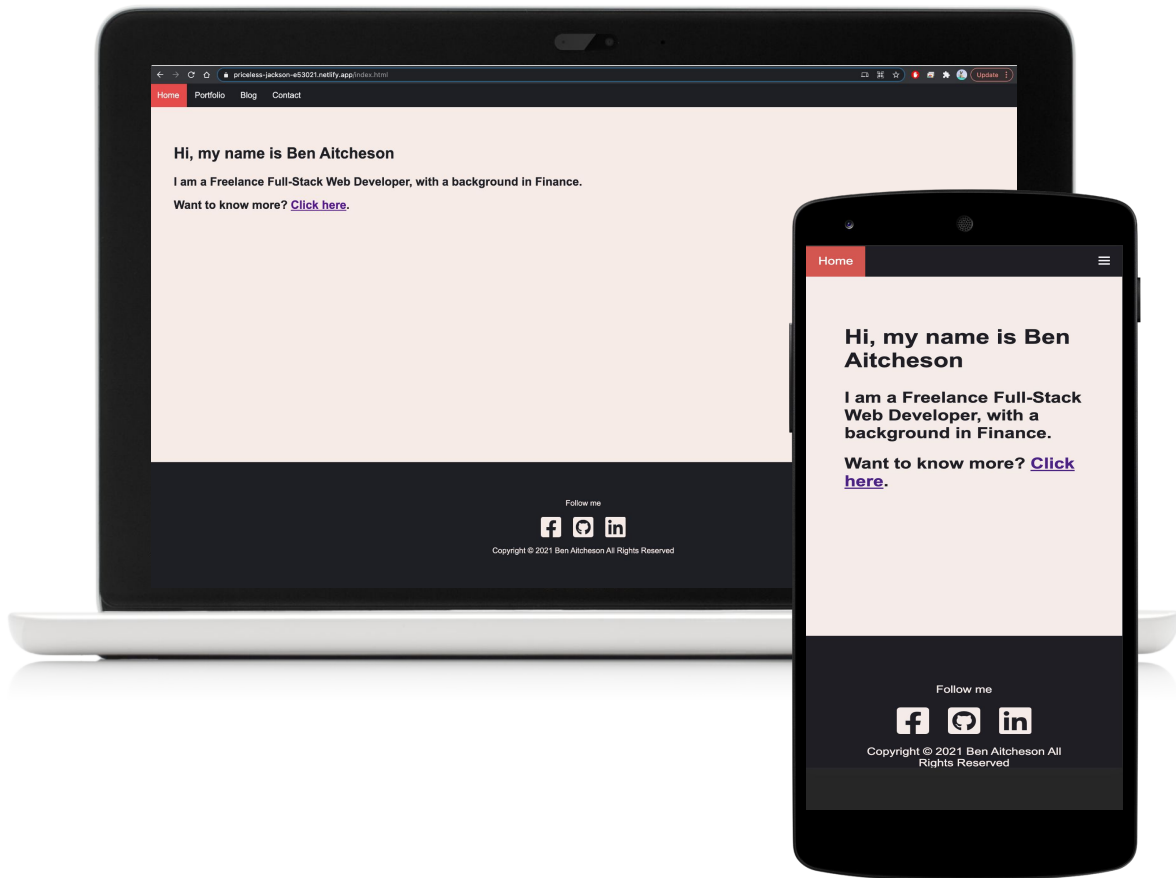 priceless-jackson-e53021.netlify.app/index.html
Update
Home Portfolio Blog Contact
Hi, my name is Ben Aitcheson
I am a Freelance Full-Stack Web Developer, with a background in Finance.
Want to know more? Click here.
Follow me
f in
Copyright © 2021 Ben Aitcheson All Rights Reserved
Home
Hi, my name is Ben
Aitcheson
I am a Freelance Full-Stack
Web Developer, with a
background in Finance.
Want to know more? Click
here.
Follow me
f in
Copyright © 2021 Ben Aitcheson All
Rights Reserved